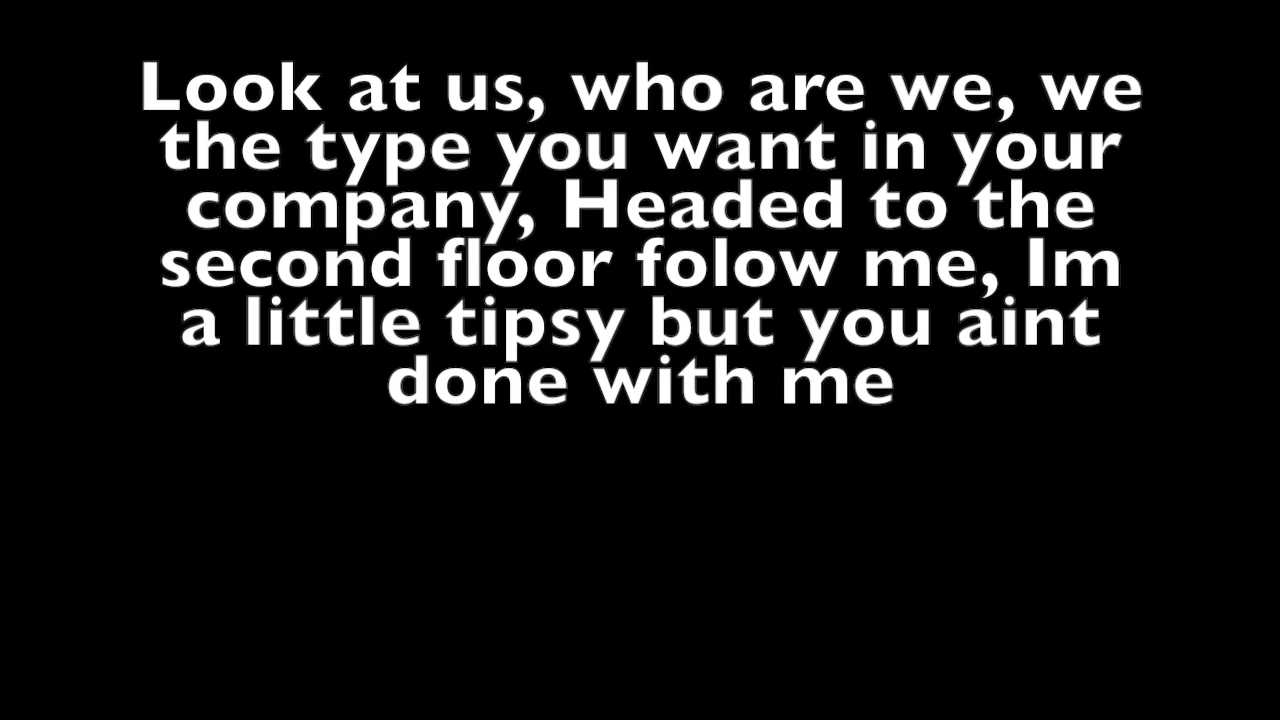 Look at us, who are we, we
the type you want in your
company, Headed to the
second floor folow me, Im
a little tipsy but you aint
done with me